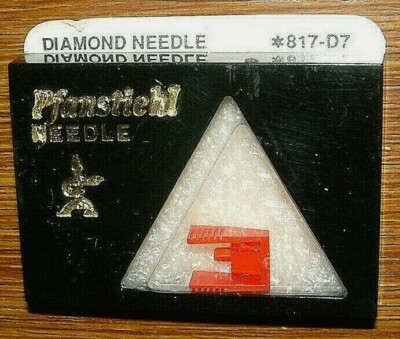 DIAMOND NEEDLE *817-D7
Pfanstiehl
NEEDLE